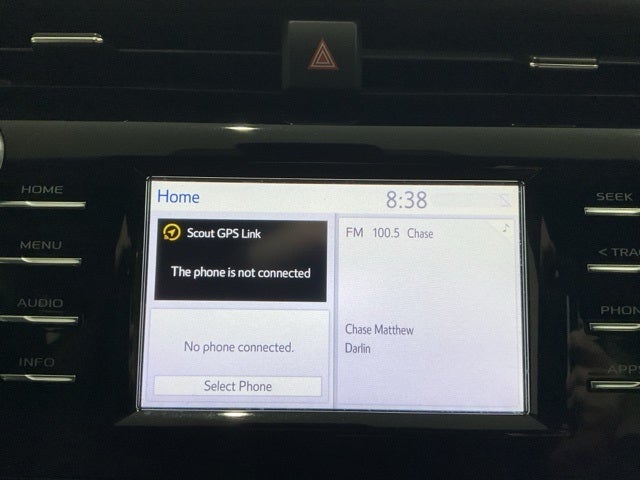 HOME
MENU
AUDIO
INFO
Home
8:38
Scout GPS Link
The phone is not connected
No phone connected.
Select Phone
FM 100.5 Chase
Chase Matthew
Darlin
SEEK
< TRA
PHON
APPS